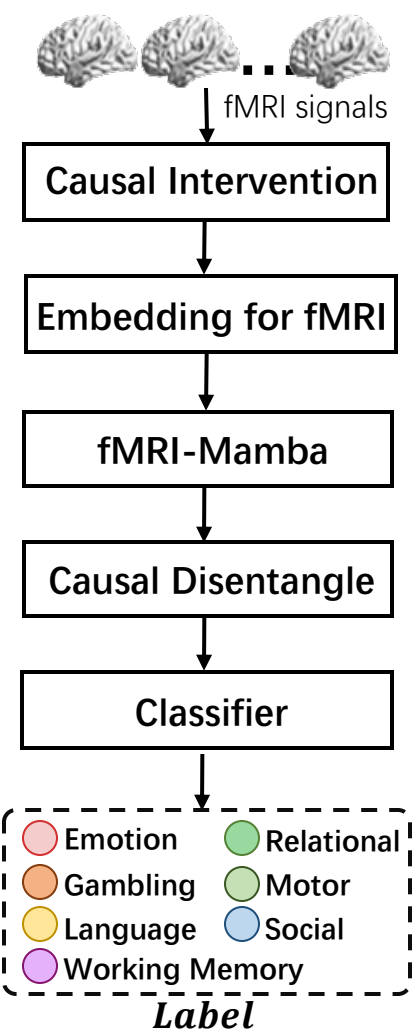 fMRI signals
Causal Intervention
Embedding for fMRI
fMRI-Mamba
Causal Disentangle
Classifier
Emotion Relational
Gambling Motor
Language Social
Working Memory
Label